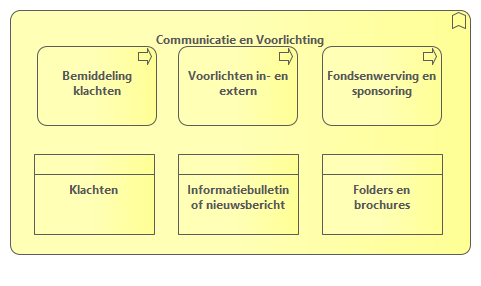 Communicatie en Voorlichting
Bemiddeling
klachten
Voorlichten in- en
extern
Fondsenwerving en
sponsoring
Klachten
Informatiebulletin
of nieuwsbericht
Folders en
brochures